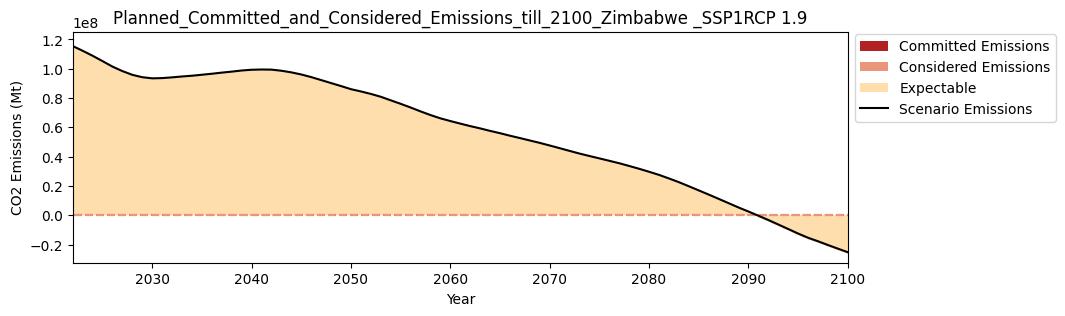 Planned_Committed_and_Considered_Emissions_till_2100_Zimbabwe _SSP1RCP 1.9
1e8
1.2
1.0
0.8
0.6
0.4
0.2
0.0
−0.2
CO2 Emissions (Mt)
2030 2040 2050 2060 2070 2080 2090 2100
Year
Committed Emissions
Considered Emissions
Expectable
Scenario Emissions